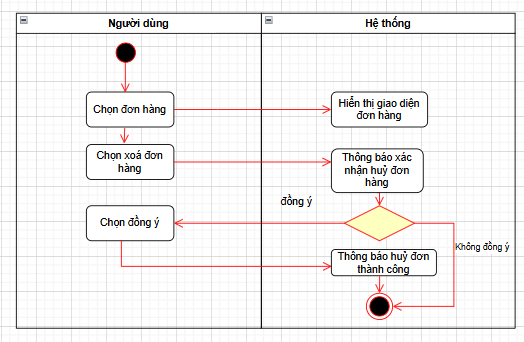 Người dùng
Hệ thống
Chọn đơn hàng
Hiển thị giao diện
đơn hàng
Chọn xoá đơn
hàng
Thông báo xác
nhận huỷ đơn
hàng
đồng ý
Chọn đồng ý
Không đồng ý
Thông báo huỷ đơn
thành công